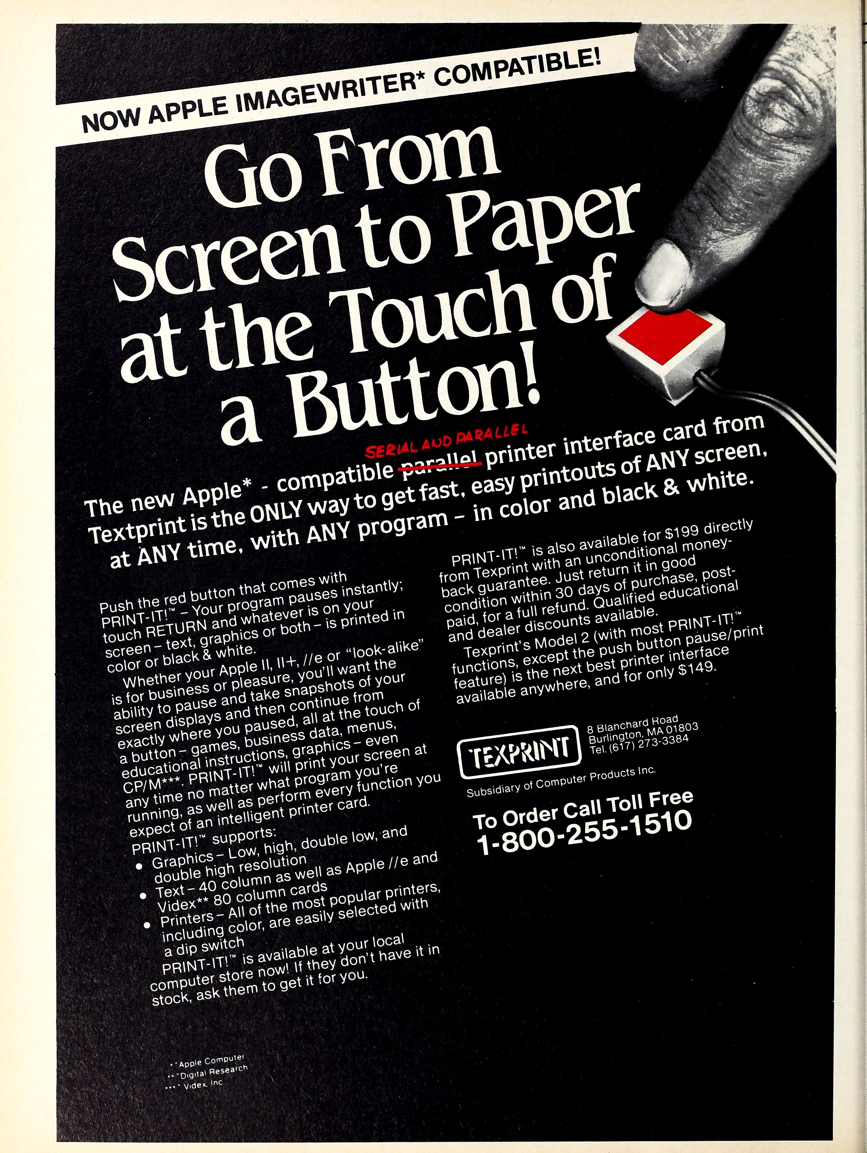 NOW APPLE IMAGEWRITER* COMPATIBLE!
Go From
Screen to Paper
at the Touch of
a Button!
SERIAL AND PARALLEL
The new Apple* - compatible parallel printer interface card from
Textprint is the ONLY way to get fast, easy printouts of ANY screen,
at ANY time, with ANY program – in color and black & white.
Push the red button that comes with
PRINT-IT!™ – Your program pauses instantly;
touch RETURN and whatever is on your
screen – text, graphics or both – is printed in
color or black & white.
Whether your Apple II, II+, //e or “look-alike”
is for business or pleasure, you'll want the
ability to pause and take snapshots of your
screen displays and then continue from
exactly where you paused, all at the touch of
a button – games, business data, menus,
educational instructions, graphics – even
CP/M***. PRINT-IT!™ will print your screen at
any time no matter what program you're
running, as well as perform every function you
expect of an intelligent printer card.
PRINT-IT!™ supports:
• Graphics – Low, high, double low, and
double high resolution
• Text – 40 column as well as Apple //e and
Videx** 80 column cards
• Printers – All of the most popular printers,
including color, are easily selected with
a dip switch
PRINT-IT!™ is available at your local
computer store now! If they don't have it in
stock, ask them to get it for you.
PRINT-IT!™ is also available for $199 directly
from Texprint with an unconditional money-
back guarantee. Just return it in good
condition within 30 days of purchase, post-
paid, for a full refund. Qualified educational
and dealer discounts available.
Texprint's Model 2 (with most PRINT-IT!™
functions, except the push button pause/print
feature) is the next best printer interface
available anywhere, and for only $149.
TEXPRINT
8 Blanchard Road
Burlington, MA 01803
Tel. (617) 273-3384
Subsidiary of Computer Products Inc.
To Order Call Toll Free
1-800-255-1510
*Apple Computer
**Digital Research
***Videx, Inc